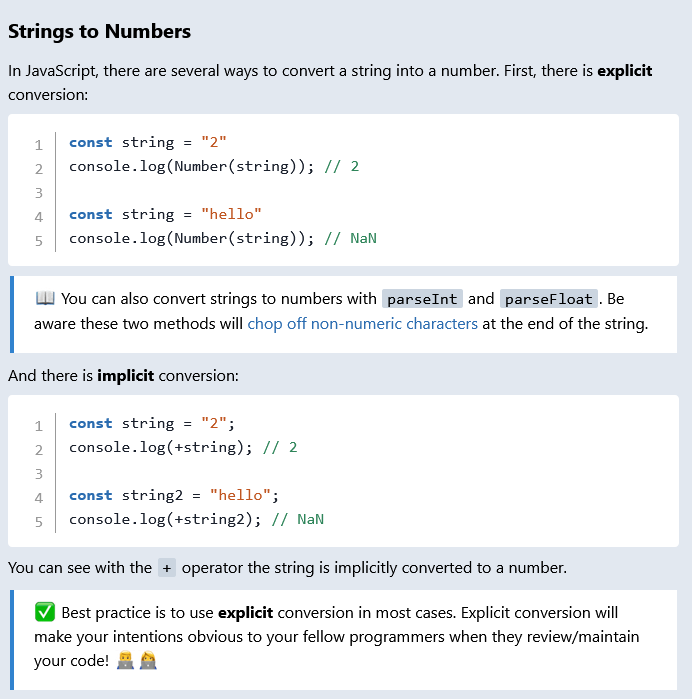 Strings to Numbers
In JavaScript, there are several ways to convert a string into a number. First, there is explicit
conversion:
1 const string = "2"
2 console.log(Number(string)); // 2
3
4 const string = "hello"
5 console.log(Number(string)); // NaN
📖 You can also convert strings to numbers with parseInt and parseFloat. Be
aware these two methods will chop off non-numeric characters at the end of the string.
And there is implicit conversion:
1 const string = "2";
2 console.log(+string); // 2
3
4 const string2 = "hello";
5 console.log(+string2); // NaN
You can see with the + operator the string is implicitly converted to a number.
✅ Best practice is to use explicit conversion in most cases. Explicit conversion will
make your intentions obvious to your fellow programmers when they review/maintain
your code! 👨‍💻 👩‍💻